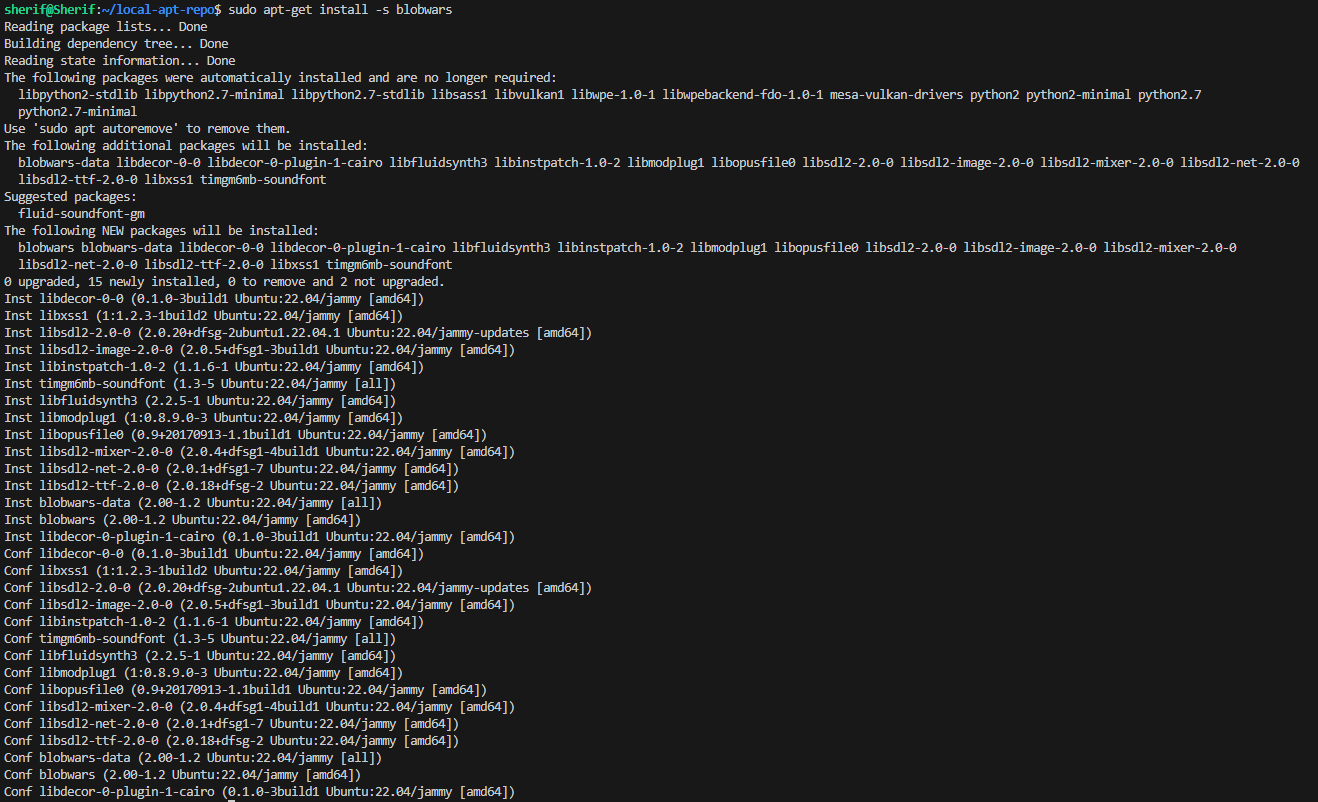 sherif@Sherif:~/local-apt-repo$ sudo apt-get install -s blobwars
Reading package lists... Done
Building dependency tree... Done
Reading state information... Done
The following packages were automatically installed and are no longer required:
  libpython2-stdlib libpython2.7-minimal libpython2.7-stdlib libsass1 libvulkan1 libwpe-1.0-1 libwpebackend-fdo-1.0-1 mesa-vulkan-drivers python2 python2-minimal python2.7
  python2.7-minimal
Use 'sudo apt autoremove' to remove them.
The following additional packages will be installed:
  blobwars-data libdecor-0-0 libdecor-0-plugin-1-cairo libfluidsynth3 libinstpatch-1.0-2 libmodplug1 libopusfile0 libsdl2-2.0-0 libsdl2-image-2.0-0 libsdl2-mixer-2.0-0 libsdl2-net-2.0-0
  libsdl2-ttf-2.0-0 libxss1 timgm6mb-soundfont
Suggested packages:
  fluid-soundfont-gm
The following NEW packages will be installed:
  blobwars blobwars-data libdecor-0-0 libdecor-0-plugin-1-cairo libfluidsynth3 libinstpatch-1.0-2 libmodplug1 libopusfile0 libsdl2-2.0-0 libsdl2-image-2.0-0 libsdl2-mixer-2.0-0
  libsdl2-net-2.0-0 libsdl2-ttf-2.0-0 libxss1 timgm6mb-soundfont
0 upgraded, 15 newly installed, 0 to remove and 2 not upgraded.
Inst libdecor-0-0 (0.1.0-3build1 Ubuntu:22.04/jammy [amd64])
Inst libxss1 (1:1.2.3-1build2 Ubuntu:22.04/jammy [amd64])
Inst libsdl2-2.0-0 (2.0.20+dfsg-2ubuntu1.22.04.1 Ubuntu:22.04/jammy-updates [amd64])
Inst libsdl2-image-2.0-0 (2.0.5+dfsg1-3build1 Ubuntu:22.04/jammy [amd64])
Inst libinstpatch-1.0-2 (1.1.6-1 Ubuntu:22.04/jammy [amd64])
Inst timgm6mb-soundfont (1.3-5 Ubuntu:22.04/jammy [all])
Inst libfluidsynth3 (2.2.5-1 Ubuntu:22.04/jammy [amd64])
Inst libmodplug1 (1:0.8.9.0-3 Ubuntu:22.04/jammy [amd64])
Inst libopusfile0 (0.9+20170913-1.1build1 Ubuntu:22.04/jammy [amd64])
Inst libsdl2-mixer-2.0-0 (2.0.4+dfsg1-4build1 Ubuntu:22.04/jammy [amd64])
Inst libsdl2-net-2.0-0 (2.0.1+dfsg1-7 Ubuntu:22.04/jammy [amd64])
Inst libsdl2-ttf-2.0-0 (2.0.18+dfsg-2 Ubuntu:22.04/jammy [amd64])
Inst blobwars-data (2.00-1.2 Ubuntu:22.04/jammy [all])
Inst blobwars (2.00-1.2 Ubuntu:22.04/jammy [amd64])
Inst libdecor-0-plugin-1-cairo (0.1.0-3build1 Ubuntu:22.04/jammy [amd64])
Conf libdecor-0-0 (0.1.0-3build1 Ubuntu:22.04/jammy [amd64])
Conf libxss1 (1:1.2.3-1build2 Ubuntu:22.04/jammy [amd64])
Conf libsdl2-2.0-0 (2.0.20+dfsg-2ubuntu1.22.04.1 Ubuntu:22.04/jammy-updates [amd64])
Conf libsdl2-image-2.0-0 (2.0.5+dfsg1-3build1 Ubuntu:22.04/jammy [amd64])
Conf libinstpatch-1.0-2 (1.1.6-1 Ubuntu:22.04/jammy [amd64])
Conf timgm6mb-soundfont (1.3-5 Ubuntu:22.04/jammy [all])
Conf libfluidsynth3 (2.2.5-1 Ubuntu:22.04/jammy [amd64])
Conf libmodplug1 (1:0.8.9.0-3 Ubuntu:22.04/jammy [amd64])
Conf libopusfile0 (0.9+20170913-1.1build1 Ubuntu:22.04/jammy [amd64])
Conf libsdl2-mixer-2.0-0 (2.0.4+dfsg1-4build1 Ubuntu:22.04/jammy [amd64])
Conf libsdl2-net-2.0-0 (2.0.1+dfsg1-7 Ubuntu:22.04/jammy [amd64])
Conf libsdl2-ttf-2.0-0 (2.0.18+dfsg-2 Ubuntu:22.04/jammy [amd64])
Conf blobwars-data (2.00-1.2 Ubuntu:22.04/jammy [all])
Conf blobwars (2.00-1.2 Ubuntu:22.04/jammy [amd64])
Conf libdecor-0-plugin-1-cairo (0.1.0-3build1 Ubuntu:22.04/jammy [amd64])